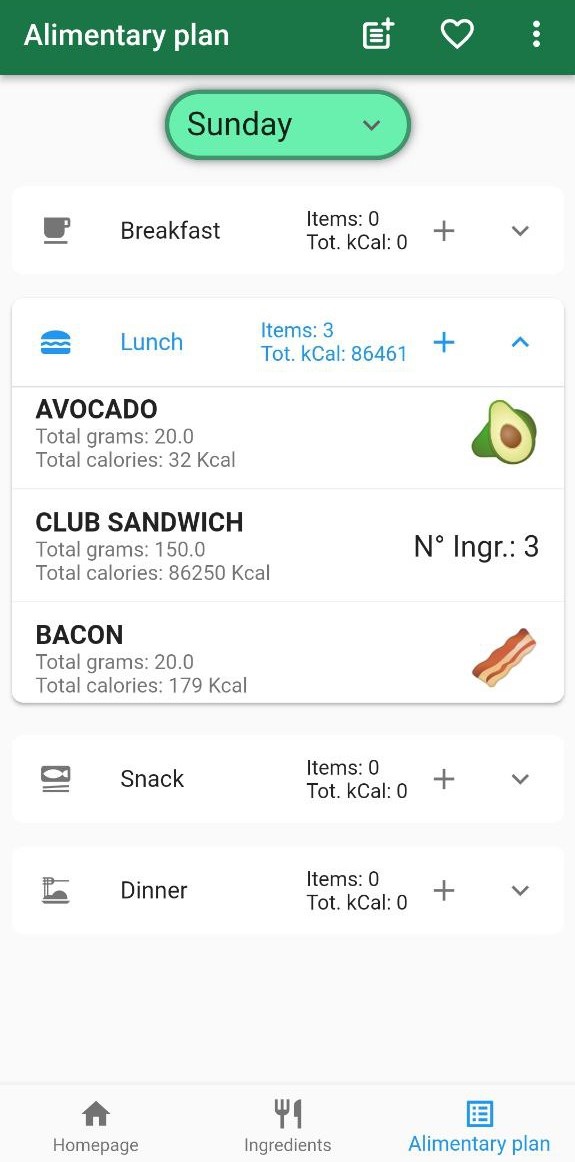 Alimentary plan
Sunday
Breakfast
Items: 0
Tot. kCal: 0
Lunch
Items: 3
Tot. kCal: 86461
AVOCADO
Total grams: 20.0
Total calories: 32 Kcal
CLUB SANDWICH
Total grams: 150.0
Total calories: 86250 Kcal
N° Ingr.: 3
BACON
Total grams: 20.0
Total calories: 179 Kcal
Snack
Items: 0
Tot. kCal: 0
Dinner
Items: 0
Tot. kCal: 0
Homepage
Ingredients
Alimentary plan